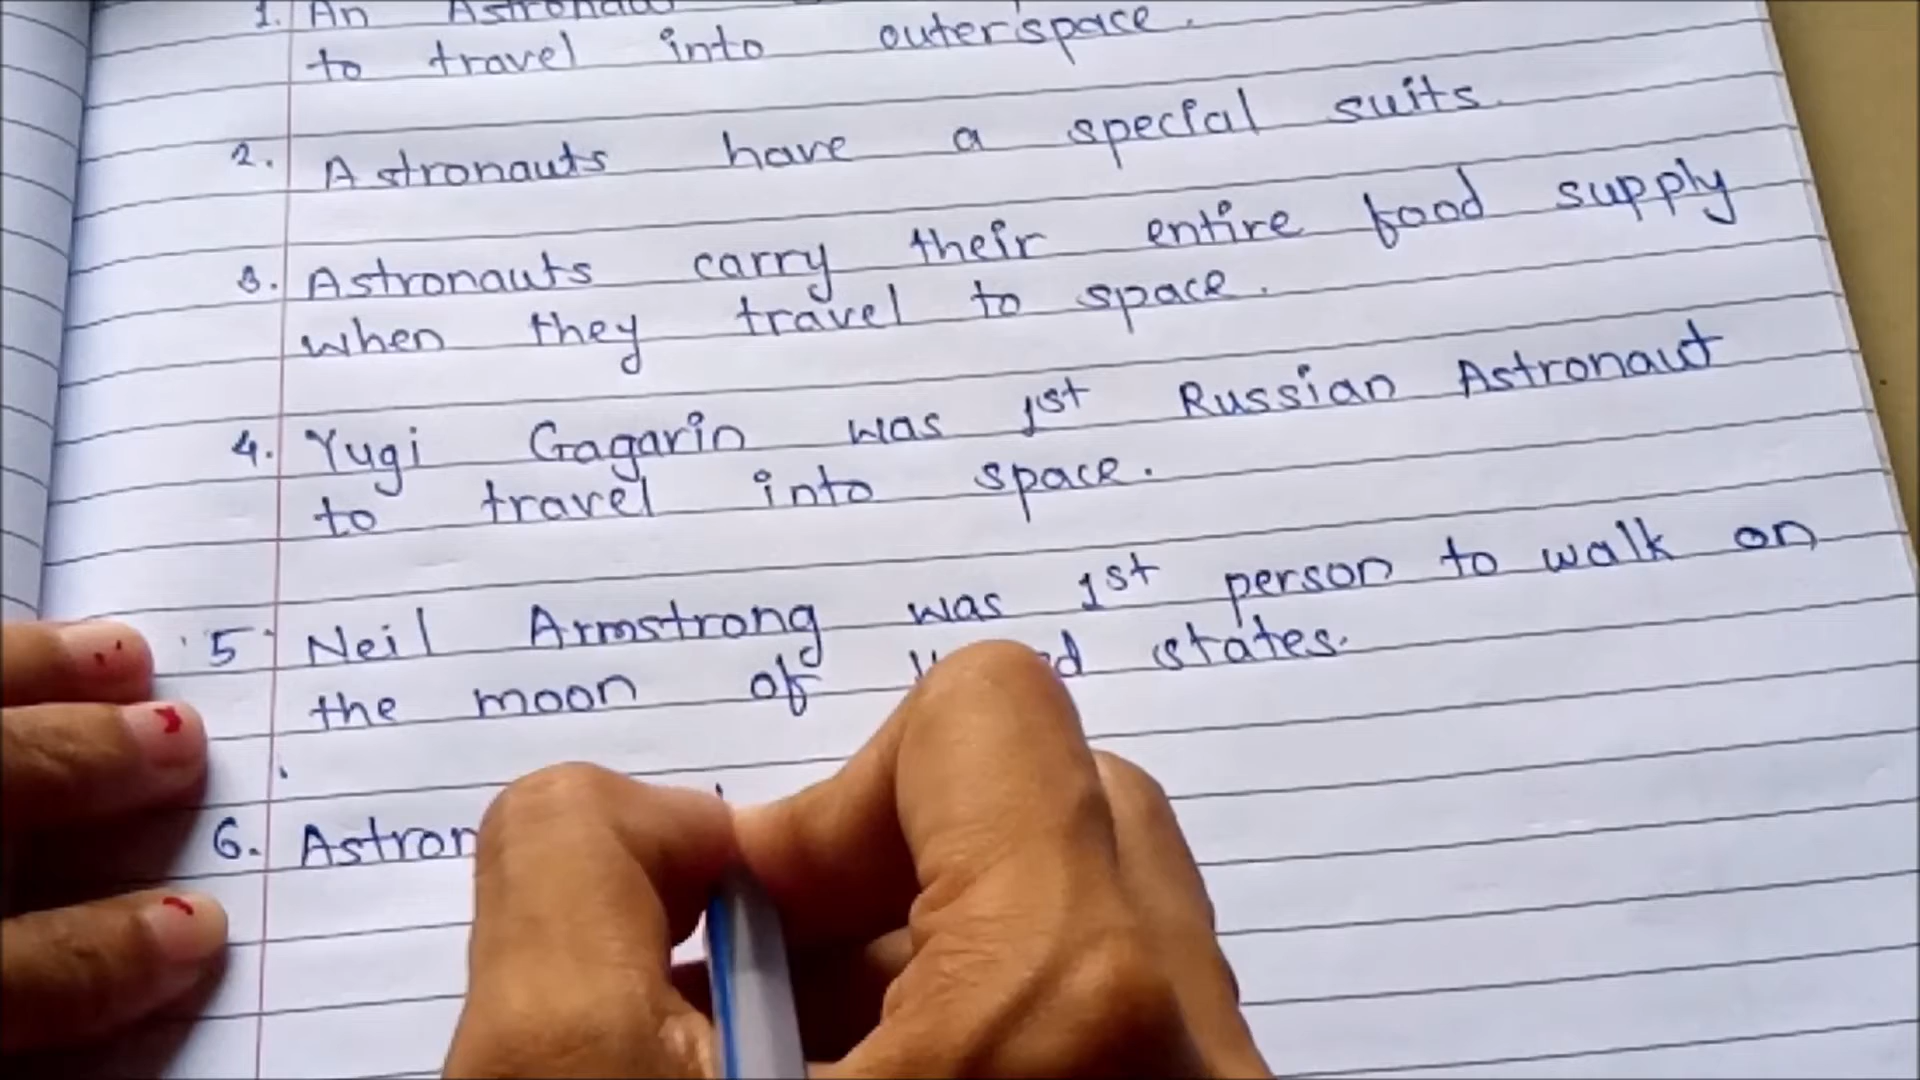 1. An
to travel into outerspace.
2. Astronauts have a special suits.
3. Astronauts carry their entire food supply
when they travel to space.
4. Yugi Gagarin was 1st Russian Astronaut
to travel into space.
5 Neil Armstrong was 1st person to walk on
the moon of states.
6.